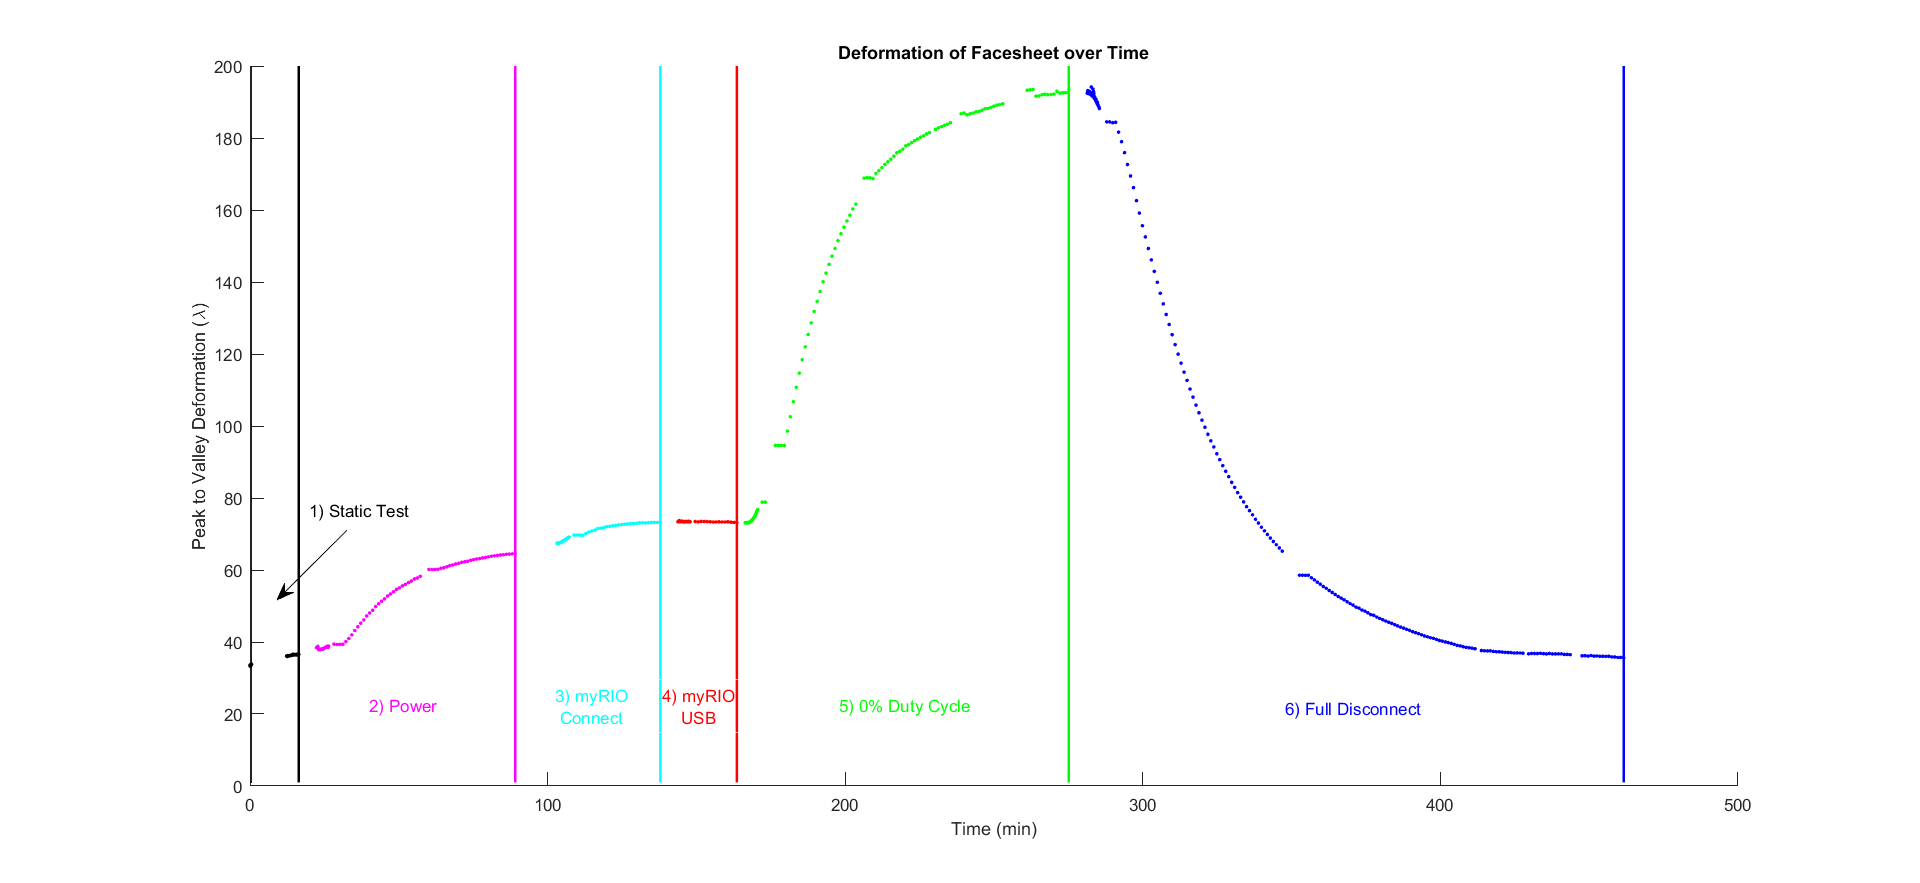 Deformation of Facesheet over Time
Peak to Valley Deformation (λ)
200
180
160
140
120
100
80
60
40
20
0
1) Static Test
2) Power
3) myRIO
Connect
4) myRIO
USB
5) 0% Duty Cycle
6) Full Disconnect
0
100
200
300
400
500
Time (min)